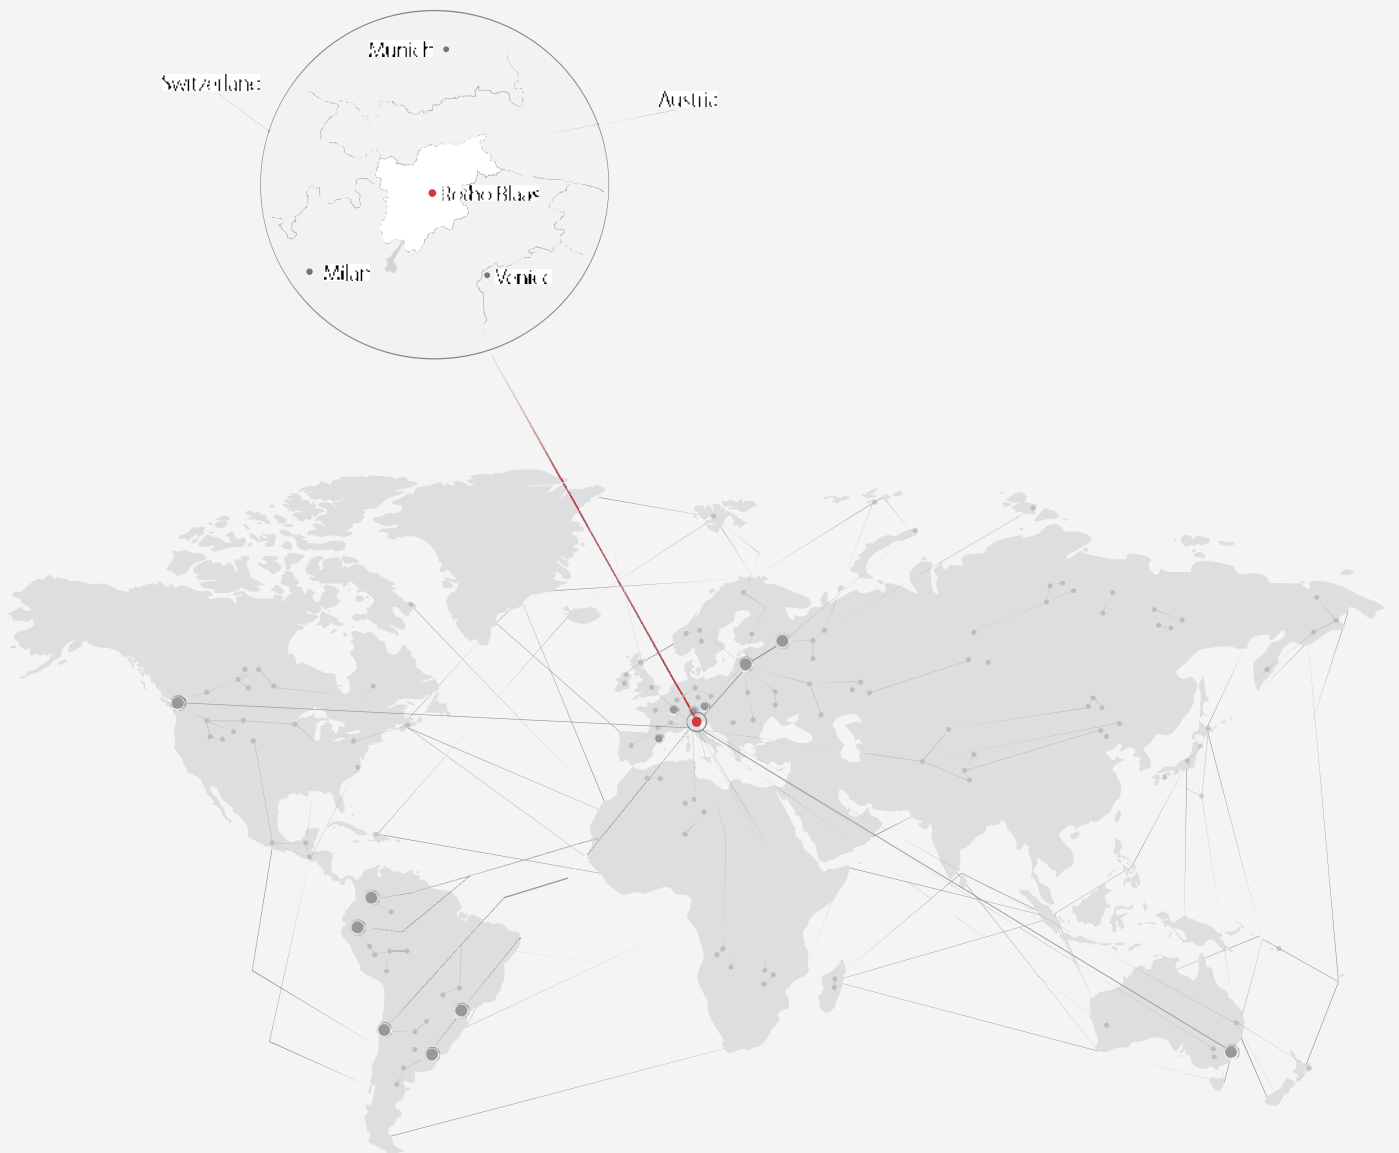 Munich
Switzerland
Austria
Rotho Blaas
Milan
Venice